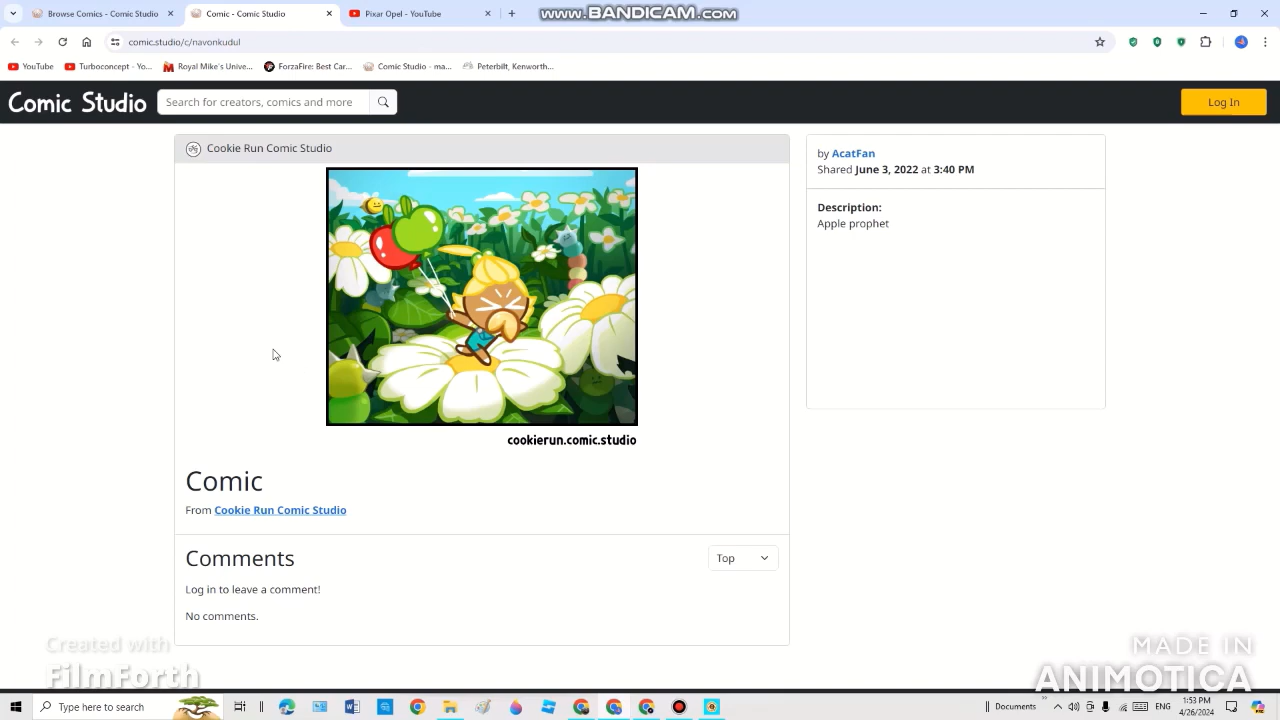 Comic - Comic Studio
Comic - Comic Studio
Pixar Opel - YouTube
www.BANDICAM.com
comic.studio/c/navonkudul
YouTube
Turboconcept - Yo...
Royal Mike's Unive...
ForzaFire: Best Car...
Comic Studio - ma...
Peterbilt, Kenworth...
Comic Studio
Search for creators, comics and more
Log In
Cookie Run Comic Studio
by AcatFan
Shared June 3, 2022 at 3:40 PM
Description:
Apple prophet
cookierun.comic.studio
Comic
From Cookie Run Comic Studio
Comments
Top
Log in to leave a comment!
No comments.
Created with
FilmForth
MADE IN
ANIMOTICA
Type here to search
Documents
1:53 PM
4/26/2024